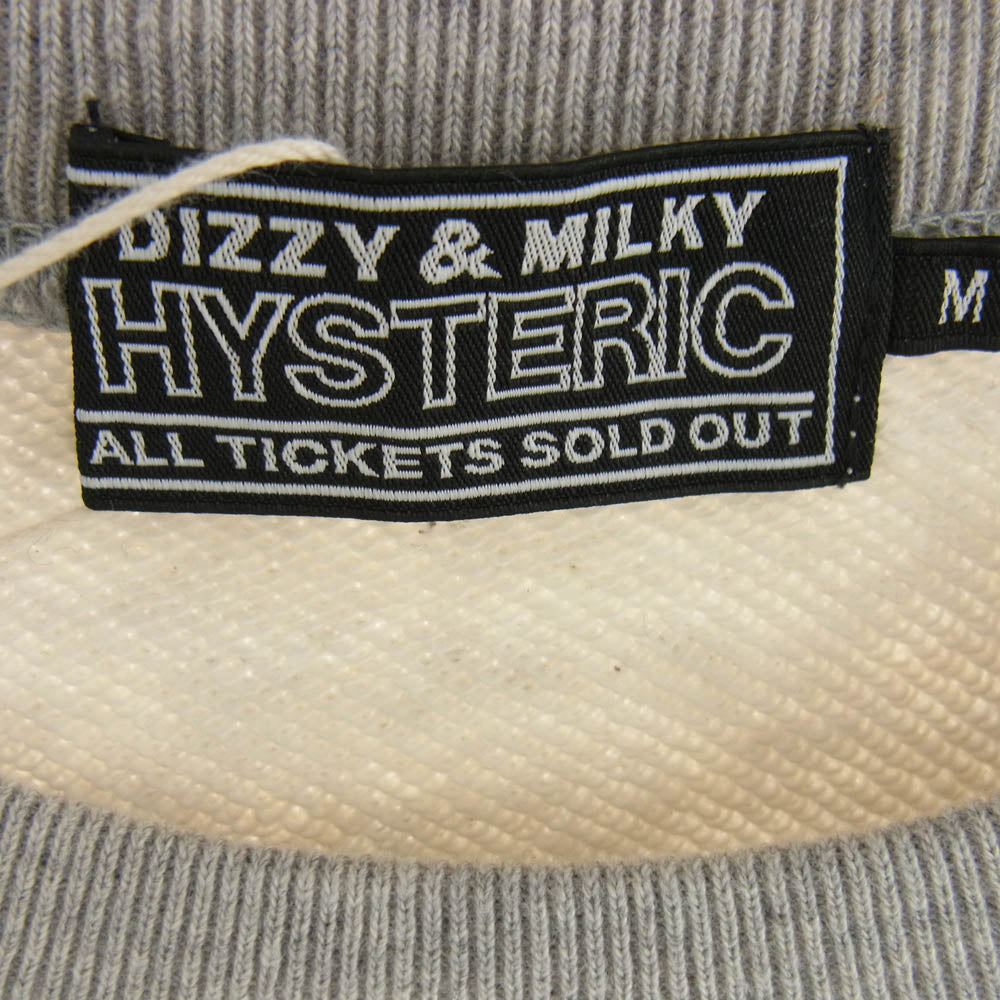 DIZZY & MILKY
HYSTERIC
ALL TICKETS SOLD OUT
M